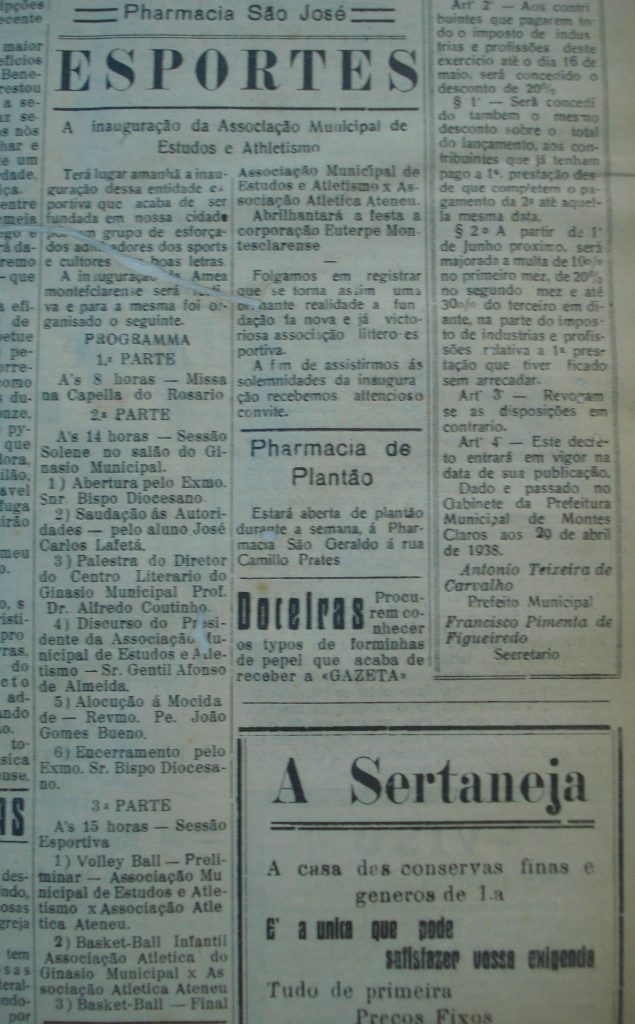 Pharmacia São José
ESPORTES
A inauguração da Associação Municipal de
Estudos e Athletismo
Terá lugar amanhã a inau-
guração dessa entidade es-
portiva que acaba de ser
fundada em nossa cidade
um grupo de esforça-
dos admiradores dos sports
e cultores boas letras
A inauguração da Amea
montefclarense será
tiva e para a mesma foi or-
ganisado o seguinte.
PROGRAMMA
1.ª PARTE
A's 8 horas — Missa
na Capella do Rosario
2.ª PARTE
A's 14 horas — Sessão
Solene no salão do Gi-
nasio Municipal.
1) Abertura pelo Exmo.
Snr. Bispo Diocesano.
2) Saudação ás Autori-
dades — pelo aluno José
Carlos Lafetá.
3) Palestra do Diretor
do Centro Literario do
Ginasio Municipal Prof.
Dr. Alfredo Coutinho.
4) Discurso do Presi-
dente da Associação Mu-
nicipal de Estudos e Atle-
tismo — Sr. Gentil Afonso
de Almeida.
5) Alocução á Mocida
de — Revmo. Pe. João
Gomes Bueno.
6) Encerramento pelo
Exmo. Sr. Bispo Diocesa-
no.
3.ª PARTE
A's 15 horas — Sessão
Esportiva
1) Volley Ball — Preli-
minar — Associação Mu
nicipal de Estudos e Atle-
tismo x Associação Atle
tica Ateneu.
2) Basket-Ball Infantil
Associação Atletica do
Ginasio Municipal x As
sociação Atletica Ateneu
3) Basket-Ball — Final
Associação Municipal de
Estudos e Atletismo x As-
sociação Atletica Ateneu.
Abrilhantará a festa a
corporação Euterpe Mon-
tesclarense
—
Folgamos em registrar
que se torna assim uma
brilhante realidade a fun
dação da nova e já victo-
riosa associação littero-es
portiva.
A fim de assistirmos ás
solemnidades da inaugura
ção recebemos attencioso
convite.
Pharmacia de
Plantão
Estará aberta de plantão
durante a semana, á Phar-
macia São Geraldo á rua
Camillo Prates
Doceiras Procu-
rem co-
nhecer
os typos de forminhas
de pepel que acaba de
receber a «GAZETA»
Art' 2' — Aos contri
buintes que pagarem to-
do o imposto de indus
trias e profissões deste
exercicio até o dia 16 de
maio, será concedido o
desconto de 20%
§ 1' — Será concedi
do tambem o mesmo
desconto sobre o total
do lançamento, aos con-
tribuintes que já tenham
pago a 1ª. prestação des-
de que completem o pa-
gamento da 2ª até aquel-
la mesma data.
§ 2º A partir de 1'
de Junho proximo, será
majorada a multa de 10%
no primeiro mez, de 20%
no segundo mez e até
30% do terceiro em di-
ante, na parte do impos-
to de industrias e profis-
sões relativa a 1ª pres-
tação que tiver ficado
sem arrecadar.
Art' 3' — Revogam
se as disposições em
contrario.
Art' 4' — Este decre-
to entrará em vigor na
data de sua publicação.
Dado e passado no
Gabinete da Prefeitura
Municipal de Montes
Claros aos 29 de abril
de 1938.
Antonio Teixeira de
Carvalho
Prefeito Municipal
Francisco Pimenta de
Figueiredo
Secretario
A Sertaneja
A casa das conservas finas e
generos de 1.a
E' a unica que pode
satisfazer vossa exigencia
Tudo de primeira
Preços Fixos